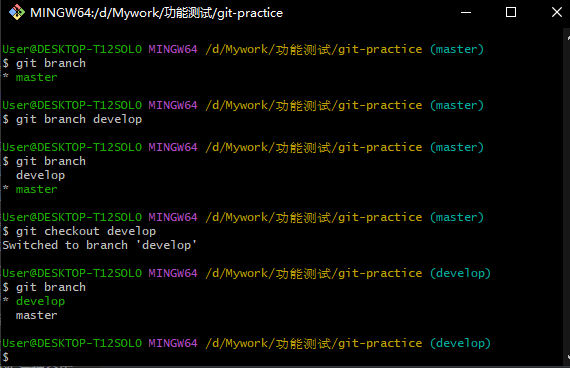 MINGW64:/d/Mywork/功能测试/git-practice
User@DESKTOP-T12SOLO MINGW64 /d/Mywork/功能测试/git-practice (master)
$ git branch
* master
User@DESKTOP-T12SOLO MINGW64 /d/Mywork/功能测试/git-practice (master)
$ git branch develop
User@DESKTOP-T12SOLO MINGW64 /d/Mywork/功能测试/git-practice (master)
$ git branch
  develop
* master
User@DESKTOP-T12SOLO MINGW64 /d/Mywork/功能测试/git-practice (master)
$ git checkout develop
Switched to branch 'develop'
User@DESKTOP-T12SOLO MINGW64 /d/Mywork/功能测试/git-practice (develop)
$ git branch
* develop
  master
User@DESKTOP-T12SOLO MINGW64 /d/Mywork/功能测试/git-practice (develop)
$